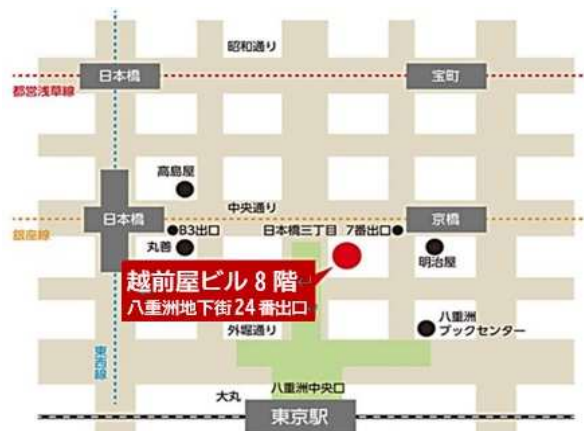 昭和通り
日本橋
宝町
都営浅草線
高島屋
中央通り
日本橋
B3出口
日本橋三丁目 7番出口
京橋
銀座線
丸善
明治屋
越前屋ビル 8 階
八重洲地下街 24 番出口
外堀通り
八重洲
ブックセンター
東西線
八重洲中央口
大丸
東京駅